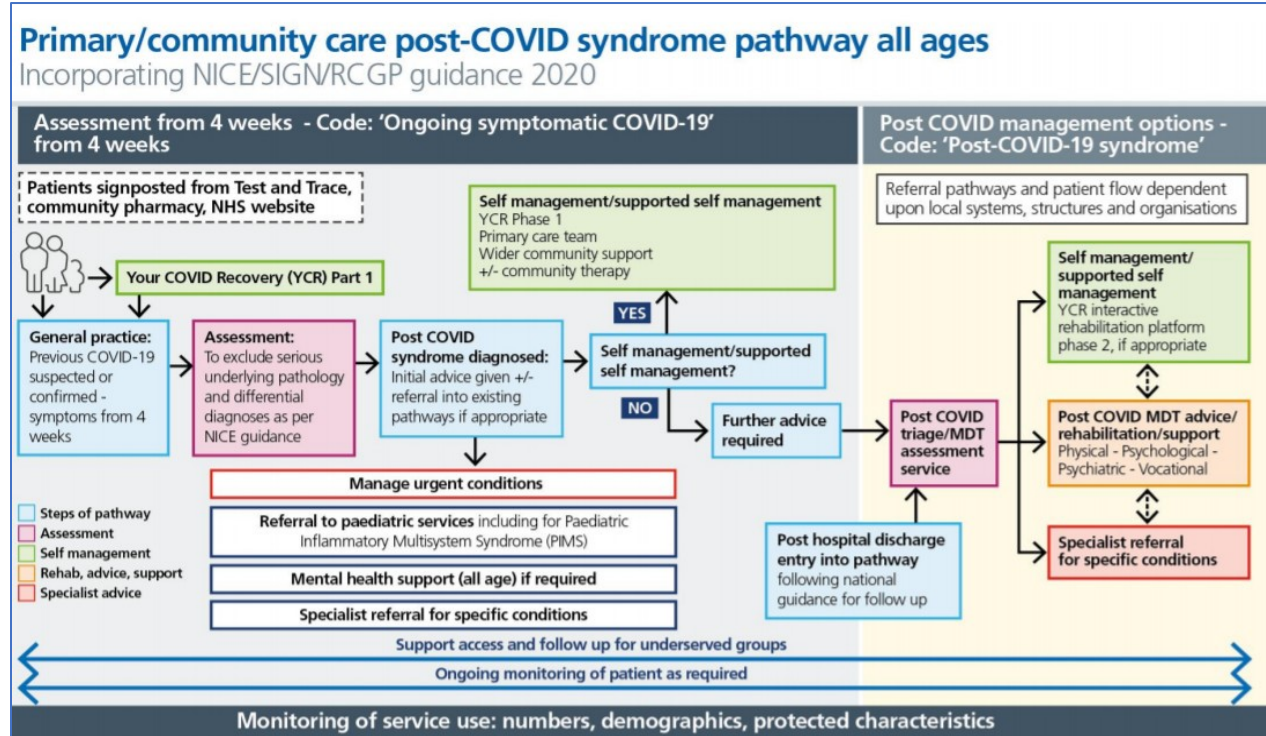 Primary/community care post-COVID syndrome pathway all ages
Incorporating NICE/SIGN/RCGP guidance 2020
Assessment from 4 weeks - Code: ‘Ongoing symptomatic COVID-19’
from 4 weeks
Post COVID management options -
Code: ‘Post-COVID-19 syndrome’
Patients signposted from Test and Trace,
community pharmacy, NHS website
Your COVID Recovery (YCR) Part 1
General practice:
Previous COVID-19
suspected or
confirmed -
symptoms from 4
weeks
Assessment:
To exclude serious
underlying pathology
and differential
diagnoses as per
NICE guidance
Post COVID
syndrome diagnosed:
Initial advice given +/-
referral into existing
pathways if appropriate
Self management/supported self management
YCR Phase 1
Primary care team
Wider community support
+/- community therapy
YES
Self management/supported
self management?
NO
Further advice
required
Manage urgent conditions
Referral to paediatric services including for Paediatric
Inflammatory Multisystem Syndrome (PIMS)
Mental health support (all age) if required
Specialist referral for specific conditions
Steps of pathway
Assessment
Self management
Rehab, advice, support
Specialist advice
Referral pathways and patient flow dependent
upon local systems, structures and organisations
Post COVID
triage/MDT
assessment
service
Post hospital discharge
entry into pathway
following national
guidance for follow up
Self management/
supported self
management
YCR interactive
rehabilitation platform
phase 2, if appropriate
Post COVID MDT advice/
rehabilitation/support
Physical - Psychological -
Psychiatric - Vocational
Specialist referral
for specific conditions
Support access and follow up for underserved groups
Ongoing monitoring of patient as required
Monitoring of service use: numbers, demographics, protected characteristics